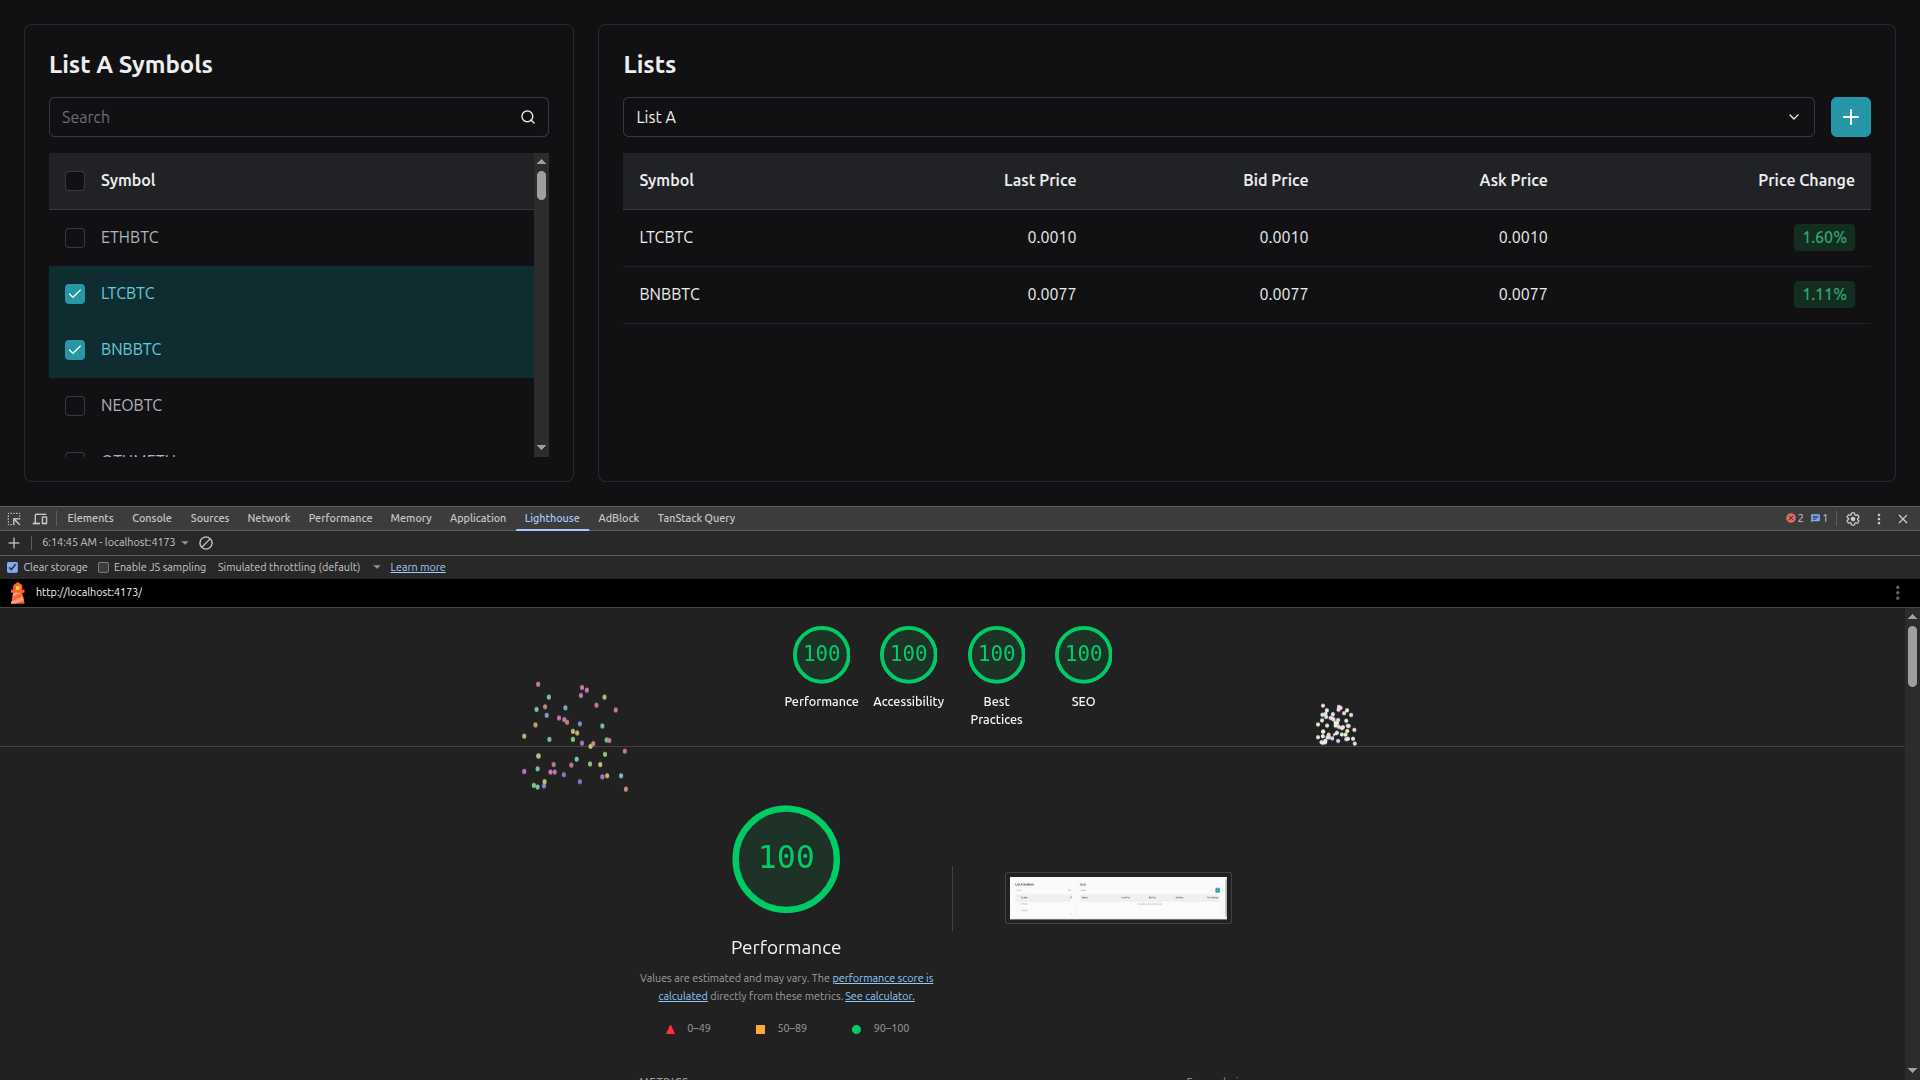 List A Symbols
Search
Symbol
ETHBTC
LTCBTC
BNBBTC
NEOBTC
Lists
List A
Symbol Last Price Bid Price Ask Price Price Change
LTCBTC 0.0010 0.0010 0.0010 1.60%
BNBBTC 0.0077 0.0077 0.0077 1.11%
Elements Console Sources Network Performance Memory Application Lighthouse AdBlock TanStack Query 2 1
6:14:45 AM - localhost:4173
Clear storage Enable JS sampling Simulated throttling (default) Learn more
http://localhost:4173/
100 100 100 100
Performance Accessibility Best Practices SEO
100
Performance
Values are estimated and may vary. The performance score is
calculated directly from these metrics. See calculator.
0–49 50–89 90–100